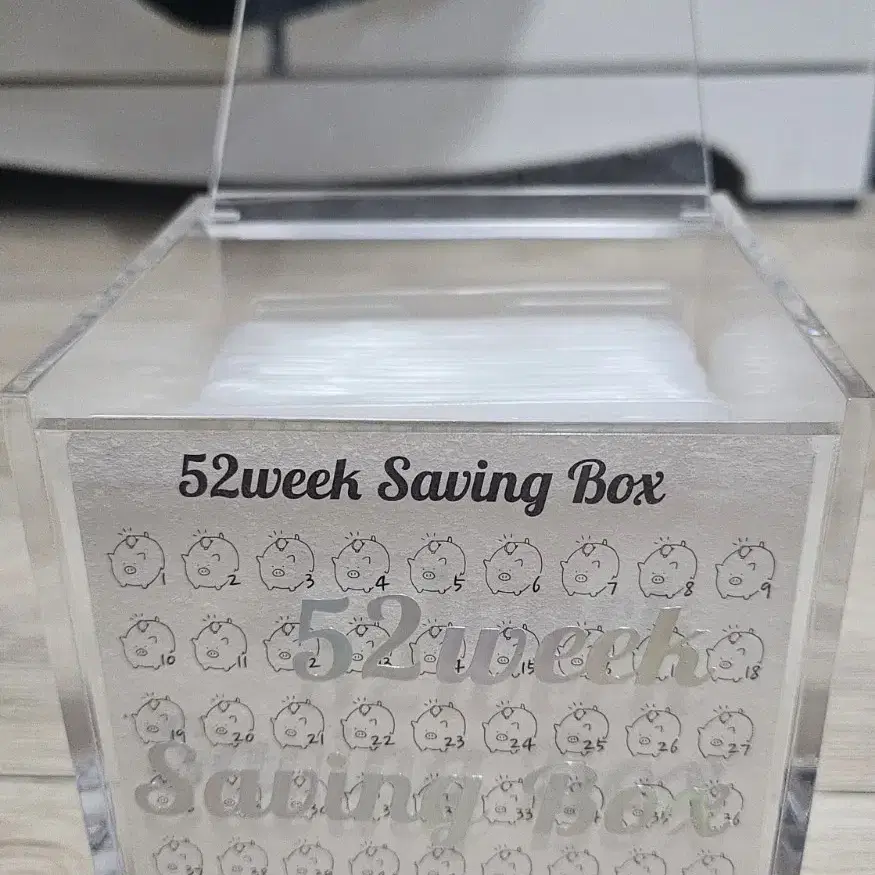 52week Saving Box
1 2 3 4 5 6 7 8 9
10 11 15 18
52week
19 20 21 22 23 24 25 26 27
Saving Box
33 36